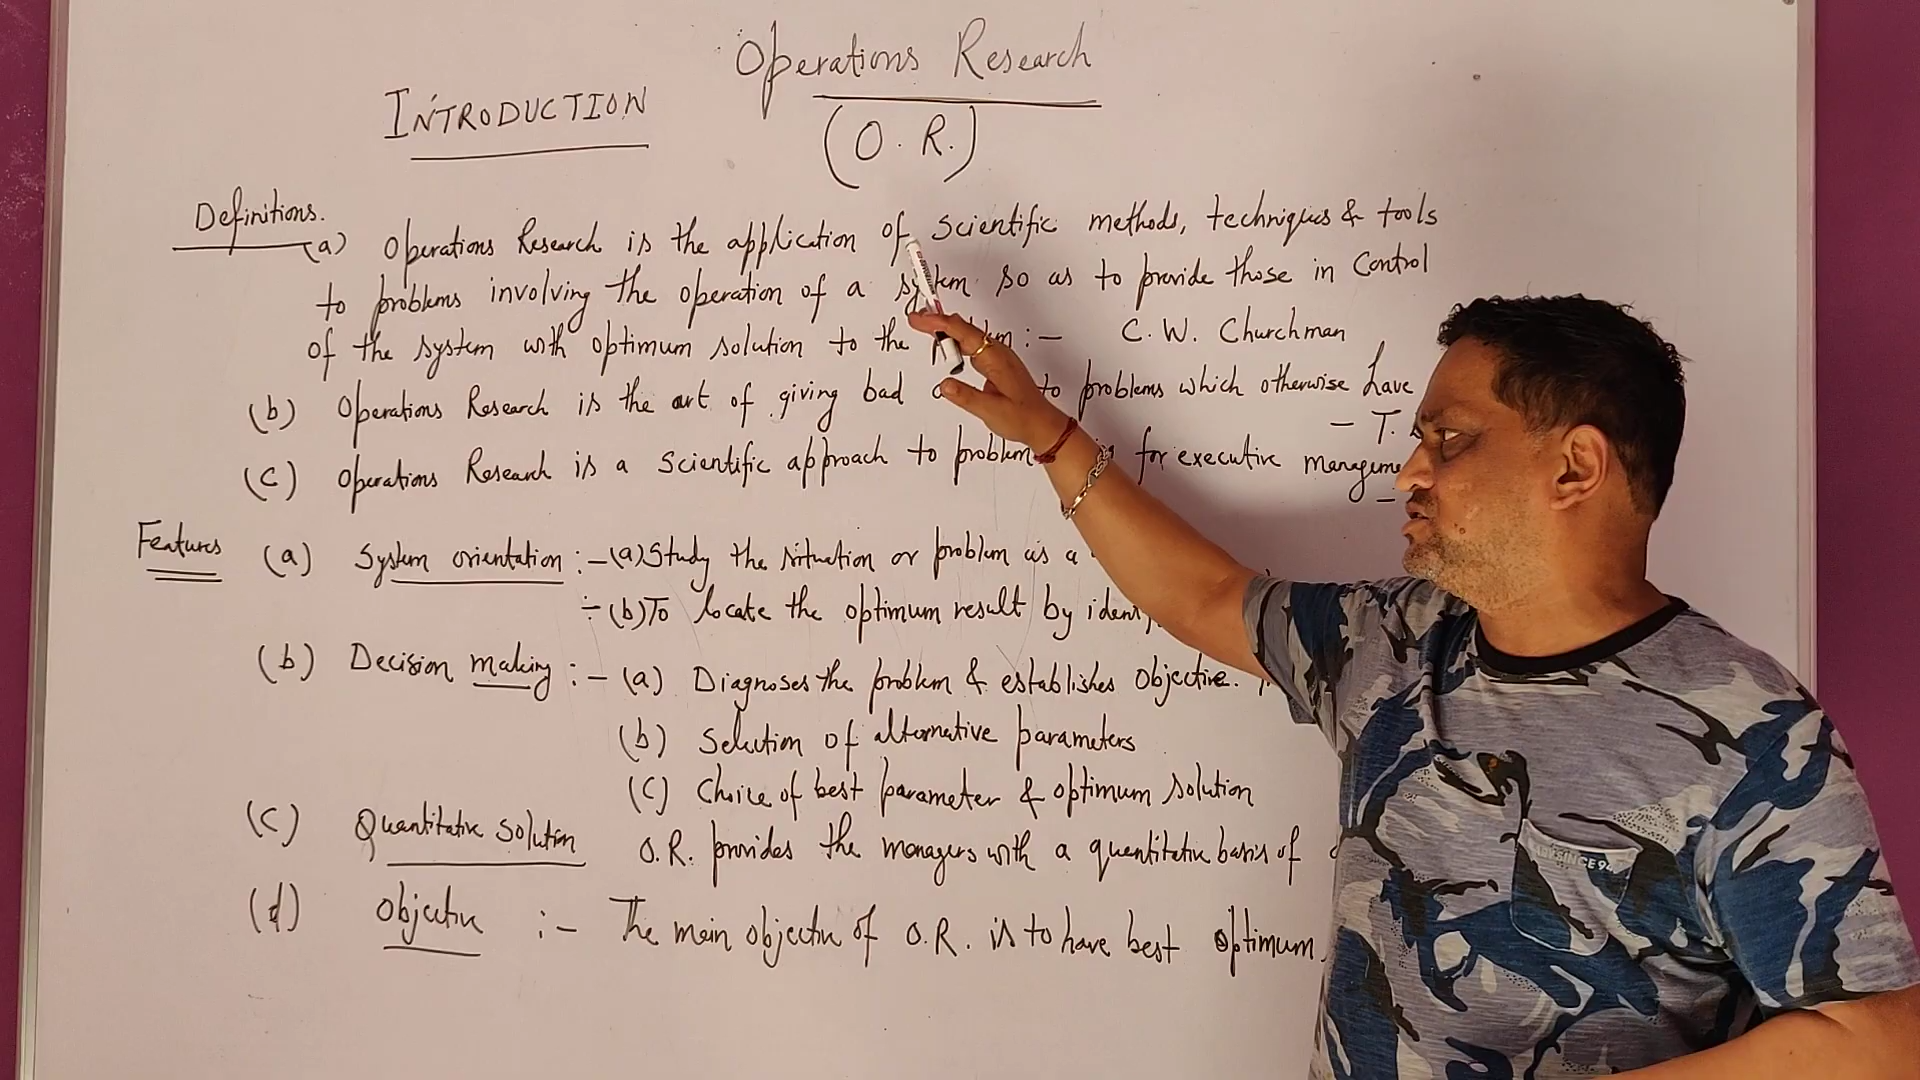 Operations Research
INTRODUCTION
(O. R.)
Definitions.
(a) Operations Research is the application of scientific methods, techniques & tools
to problems involving the operation of a system so as to provide those in Control
of the system with optimum solution to the :- C. W. Churchman
(b) Operations Research is the art of giving bad to problems which otherwise have
- T.
(c) Operations Research is a Scientific approach to problem for executive
Features (a) System orientation :- (a) Study the situation or problem as a
÷ (b) To locate the optimum result by
(b) Decision making :- (a) Diagnoses the problem & establishes objective.
(b) Selection of alternative parameters
(c) Choice of best parameter & optimum solution
(c) Quantitative Solution O.R. provides the managers with a quantitative basis of
(d) Objective :- The main objective of O.R. is to have best optimum
SINCE 9